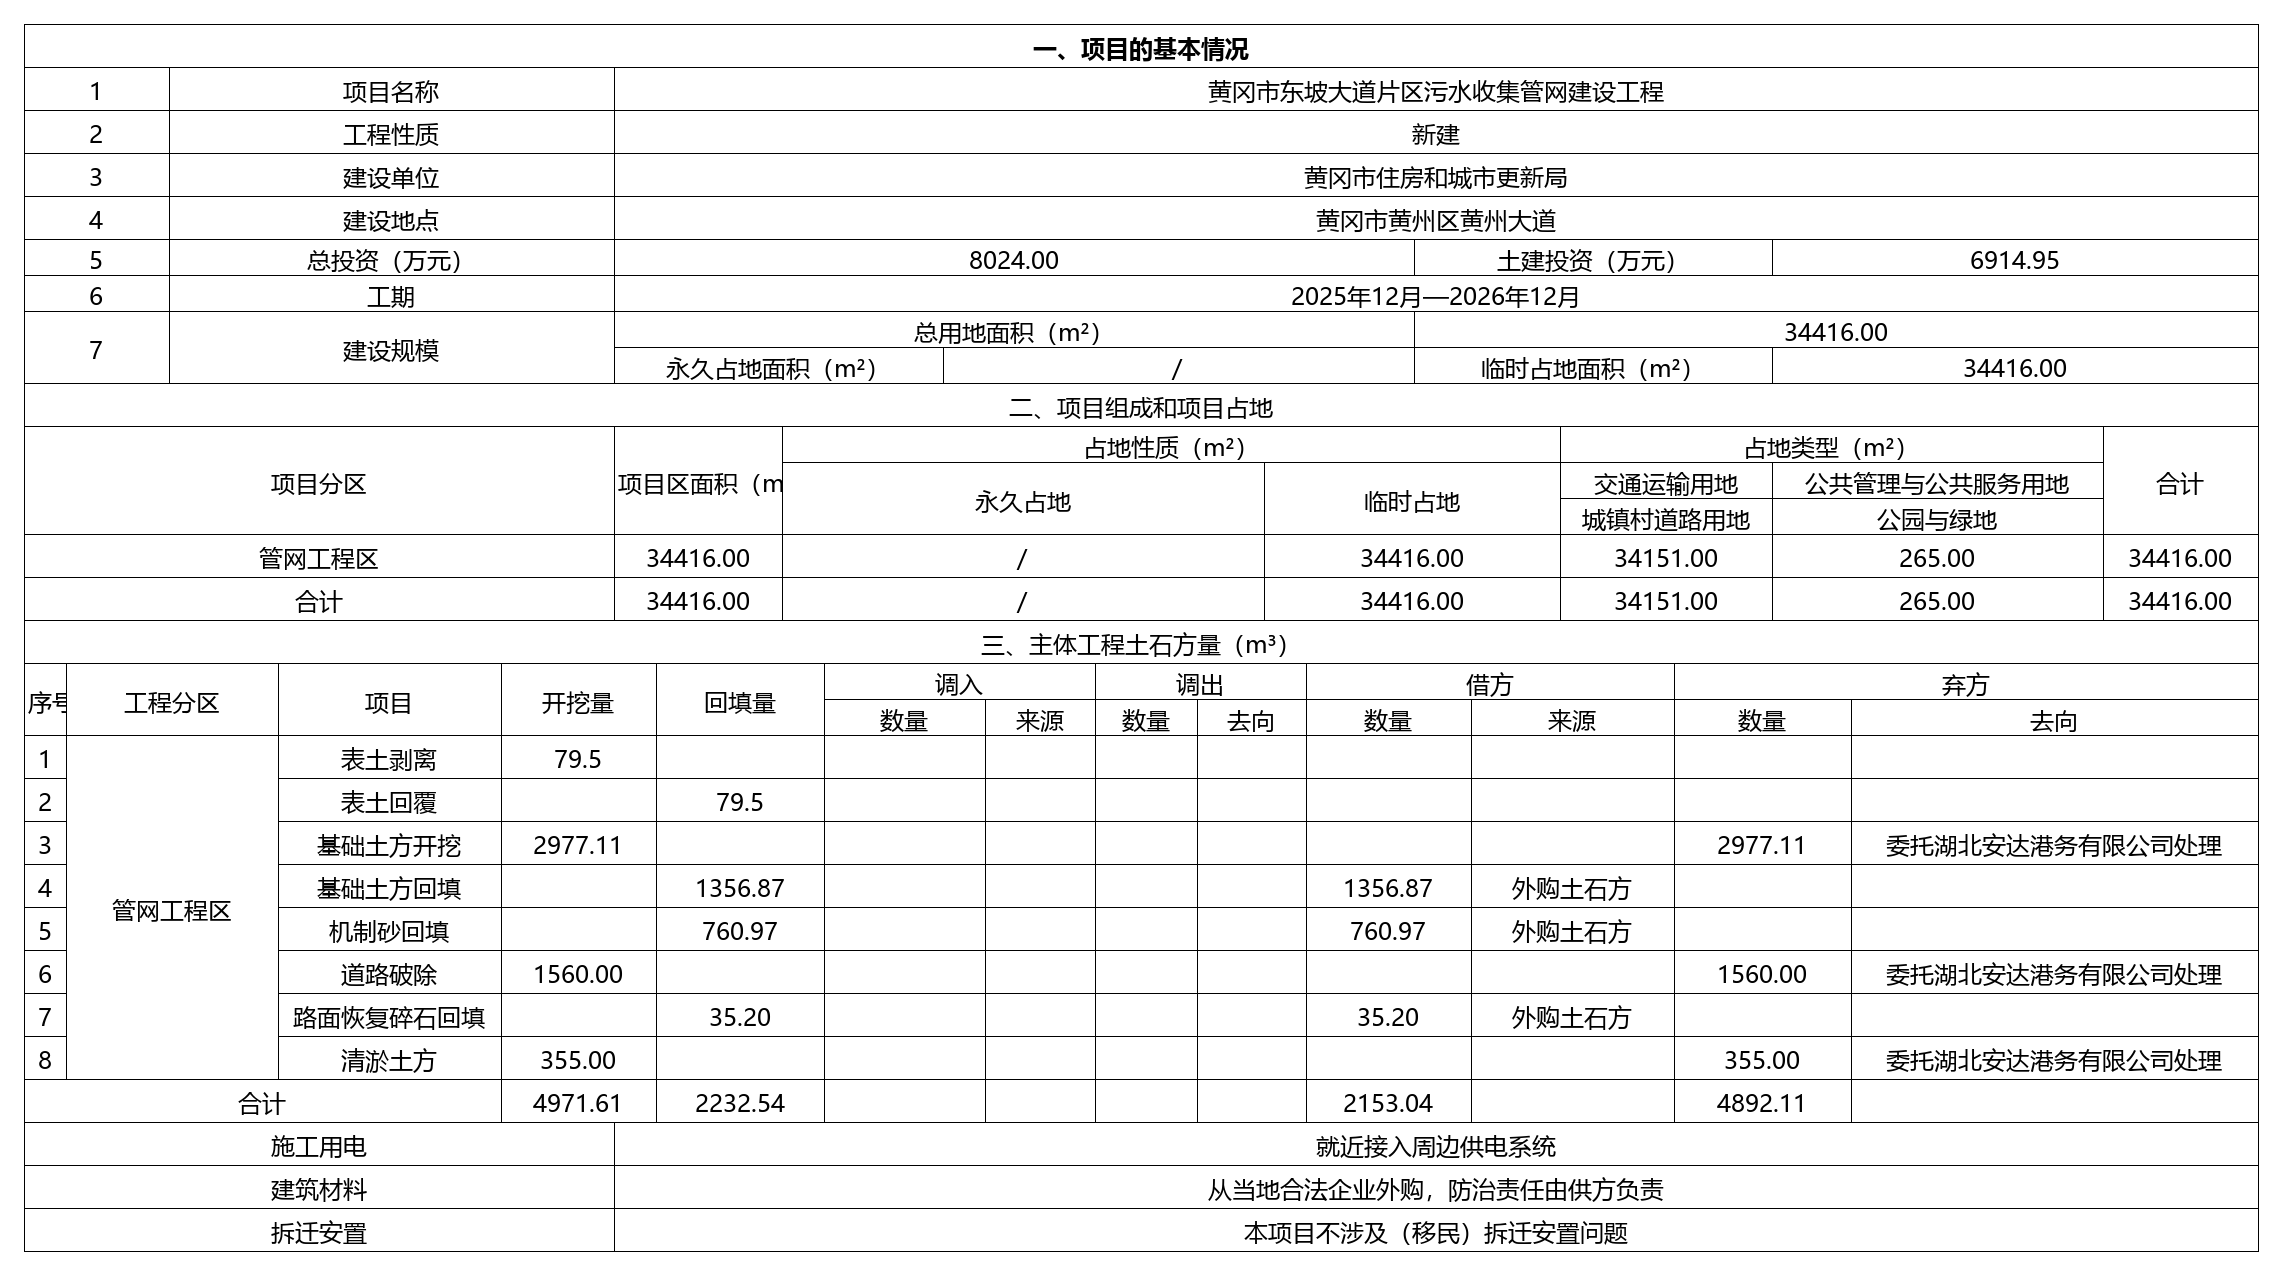 一、项目的基本情况
1 项目名称 黄冈市东坡大道片区污水收集管网建设工程
2 工程性质 新建
3 建设单位 黄冈市住房和城市更新局
4 建设地点 黄冈市黄州区黄州大道
5 总投资（万元） 8024.00 土建投资（万元） 6914.95
6 工期 2025年12月—2026年12月
7 建设规模 总用地面积（m²） 34416.00
永久占地面积（m²） / 临时占地面积（m²） 34416.00
二、项目组成和项目占地
项目分区 项目区面积（m 占地性质（m²） 占地类型（m²） 合计
永久占地 临时占地 交通运输用地 公共管理与公共服务用地
城镇村道路用地 公园与绿地
管网工程区 34416.00 / 34416.00 34151.00 265.00 34416.00
合计 34416.00 / 34416.00 34151.00 265.00 34416.00
三、主体工程土石方量（m³）
序号 工程分区 项目 开挖量 回填量 调入 调出 借方 弃方
数量 来源 数量 去向 数量 来源 数量 去向
管网工程区
1 表土剥离 79.5
2 表土回覆 79.5
3 基础土方开挖 2977.11 2977.11 委托湖北安达港务有限公司处理
4 基础土方回填 1356.87 1356.87 外购土石方
5 机制砂回填 760.97 760.97 外购土石方
6 道路破除 1560.00 1560.00 委托湖北安达港务有限公司处理
7 路面恢复碎石回填 35.20 35.20 外购土石方
8 清淤土方 355.00 355.00 委托湖北安达港务有限公司处理
合计 4971.61 2232.54 2153.04 4892.11
施工用电 就近接入周边供电系统
建筑材料 从当地合法企业外购，防治责任由供方负责
拆迁安置 本项目不涉及（移民）拆迁安置问题